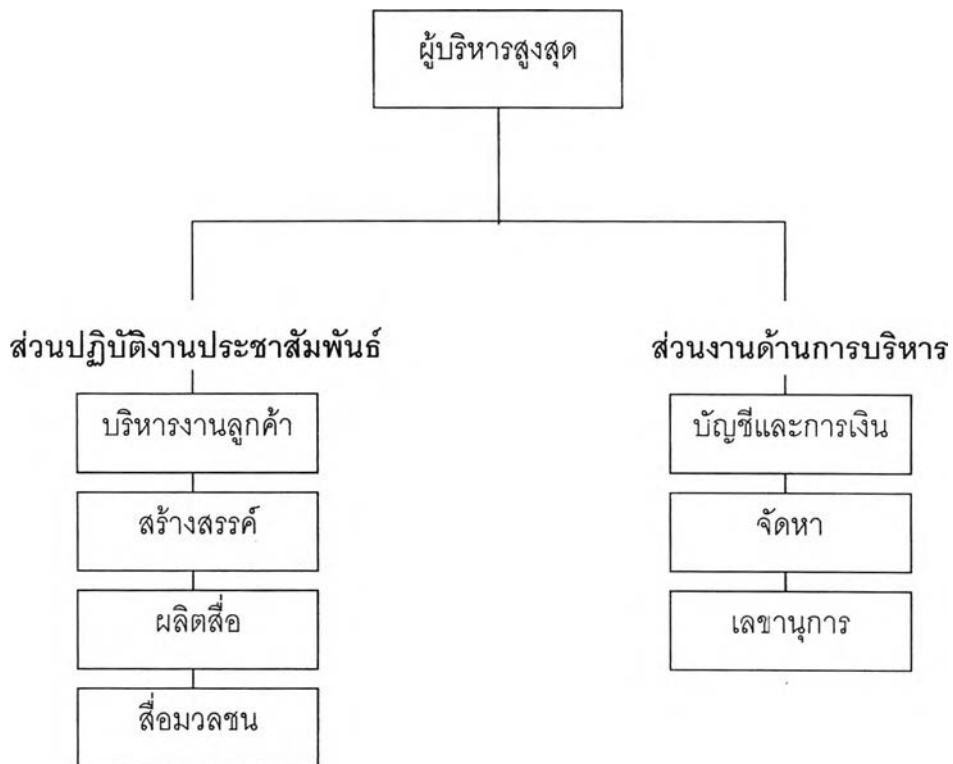 ผู้บริหารสูงสุด
ส่วนปฏิบัติงานประชาสัมพันธ์
บริหารงานลูกค้า
สร้างสรรค์
ผลิตสื่อ
สื่อมวลชน
ส่วนงานด้านการบริหาร
บัญชีและการเงิน
จัดหา
เลขานุการ